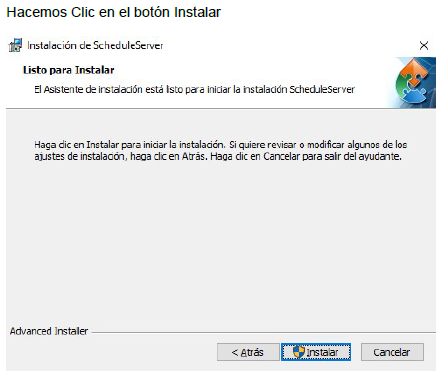 Hacemos Clic en el botón Instalar
Instalación de ScheduleServer
Listo para Instalar
El Asistente de instalación está listo para iniciar la instalación ScheduleServer
Haga clic en Instalar para iniciar la instalación. Si quiere revisar o modificar algunos de los
ajustes de instalación, haga clic en Atrás. Haga clic en Cancelar para salir del ayudante.
Advanced Installer
< Atrás
Instalar
Cancelar